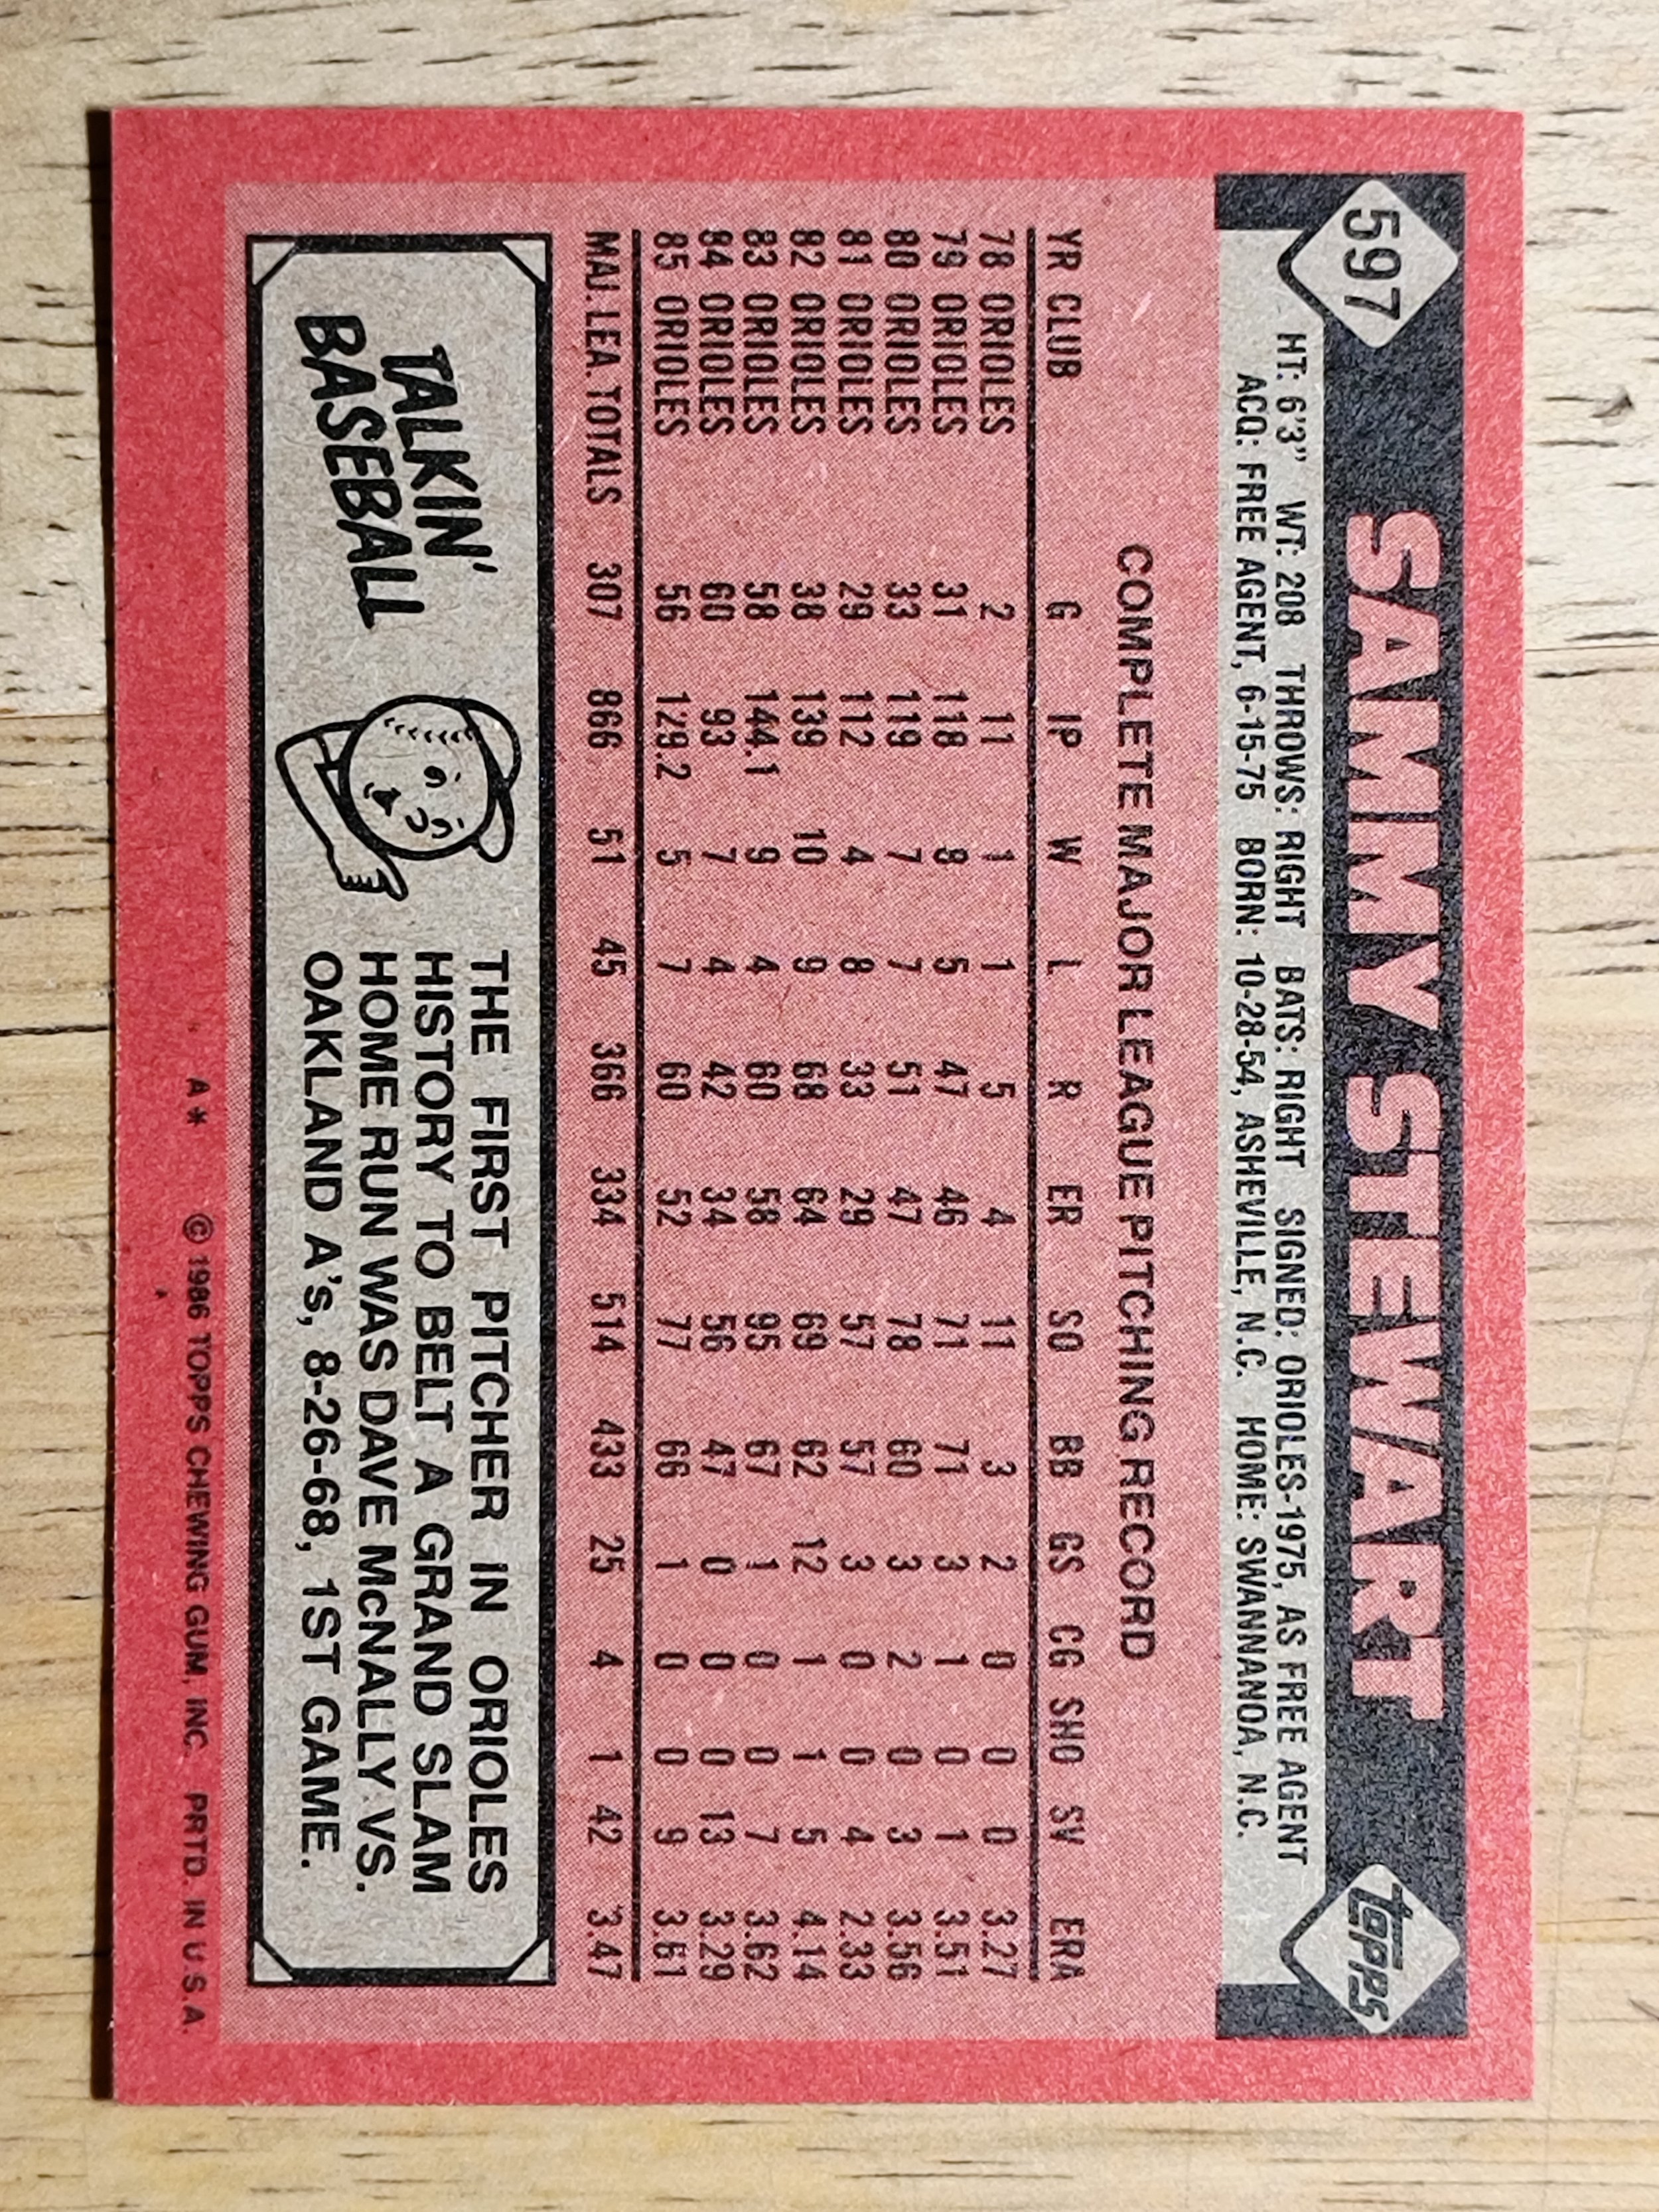 597
SAMMY STEWART
topps
HT: 6'3" WT: 208 THROWS: RIGHT BATS: RIGHT SIGNED: ORIOLES-1975, AS FREE AGENT
ACQ: FREE AGENT, 6-15-75 BORN: 10-28-54, ASHEVILLE, N.C. HOME: SWANNANOA, N.C.
COMPLETE MAJOR LEAGUE PITCHING RECORD
YR CLUB G IP W L R ER SO BB GS CG SHO SV ERA
78 ORIOLES 2 11 1 1 5 4 11 3 2 0 0 0 3.27
79 ORIOLES 31 118 8 5 47 46 71 71 3 1 0 1 3.51
80 ORIOLES 33 119 7 7 51 47 78 60 3 2 0 3 3.56
81 ORIOLES 29 112 4 8 33 29 57 57 3 0 0 4 2.33
82 ORIOLES 38 139 10 9 68 64 69 62 12 1 1 5 4.14
83 ORIOLES 58 144.1 9 4 60 58 95 67 1 0 0 7 3.62
84 ORIOLES 60 93 7 4 42 34 56 47 0 0 0 13 3.29
85 ORIOLES 56 129.2 5 7 60 52 77 66 1 0 0 9 3.61
MAJ. LEA. TOTALS 307 866 51 45 366 334 514 433 25 4 1 42 3.47
TALKIN'
BASEBALL
THE FIRST PITCHER IN ORIOLES
HISTORY TO BELT A GRAND SLAM
HOME RUN WAS DAVE McNALLY VS.
OAKLAND A's, 8-26-68, 1ST GAME.
A* © 1986 TOPPS CHEWING GUM, INC. PRTD. IN U.S.A.